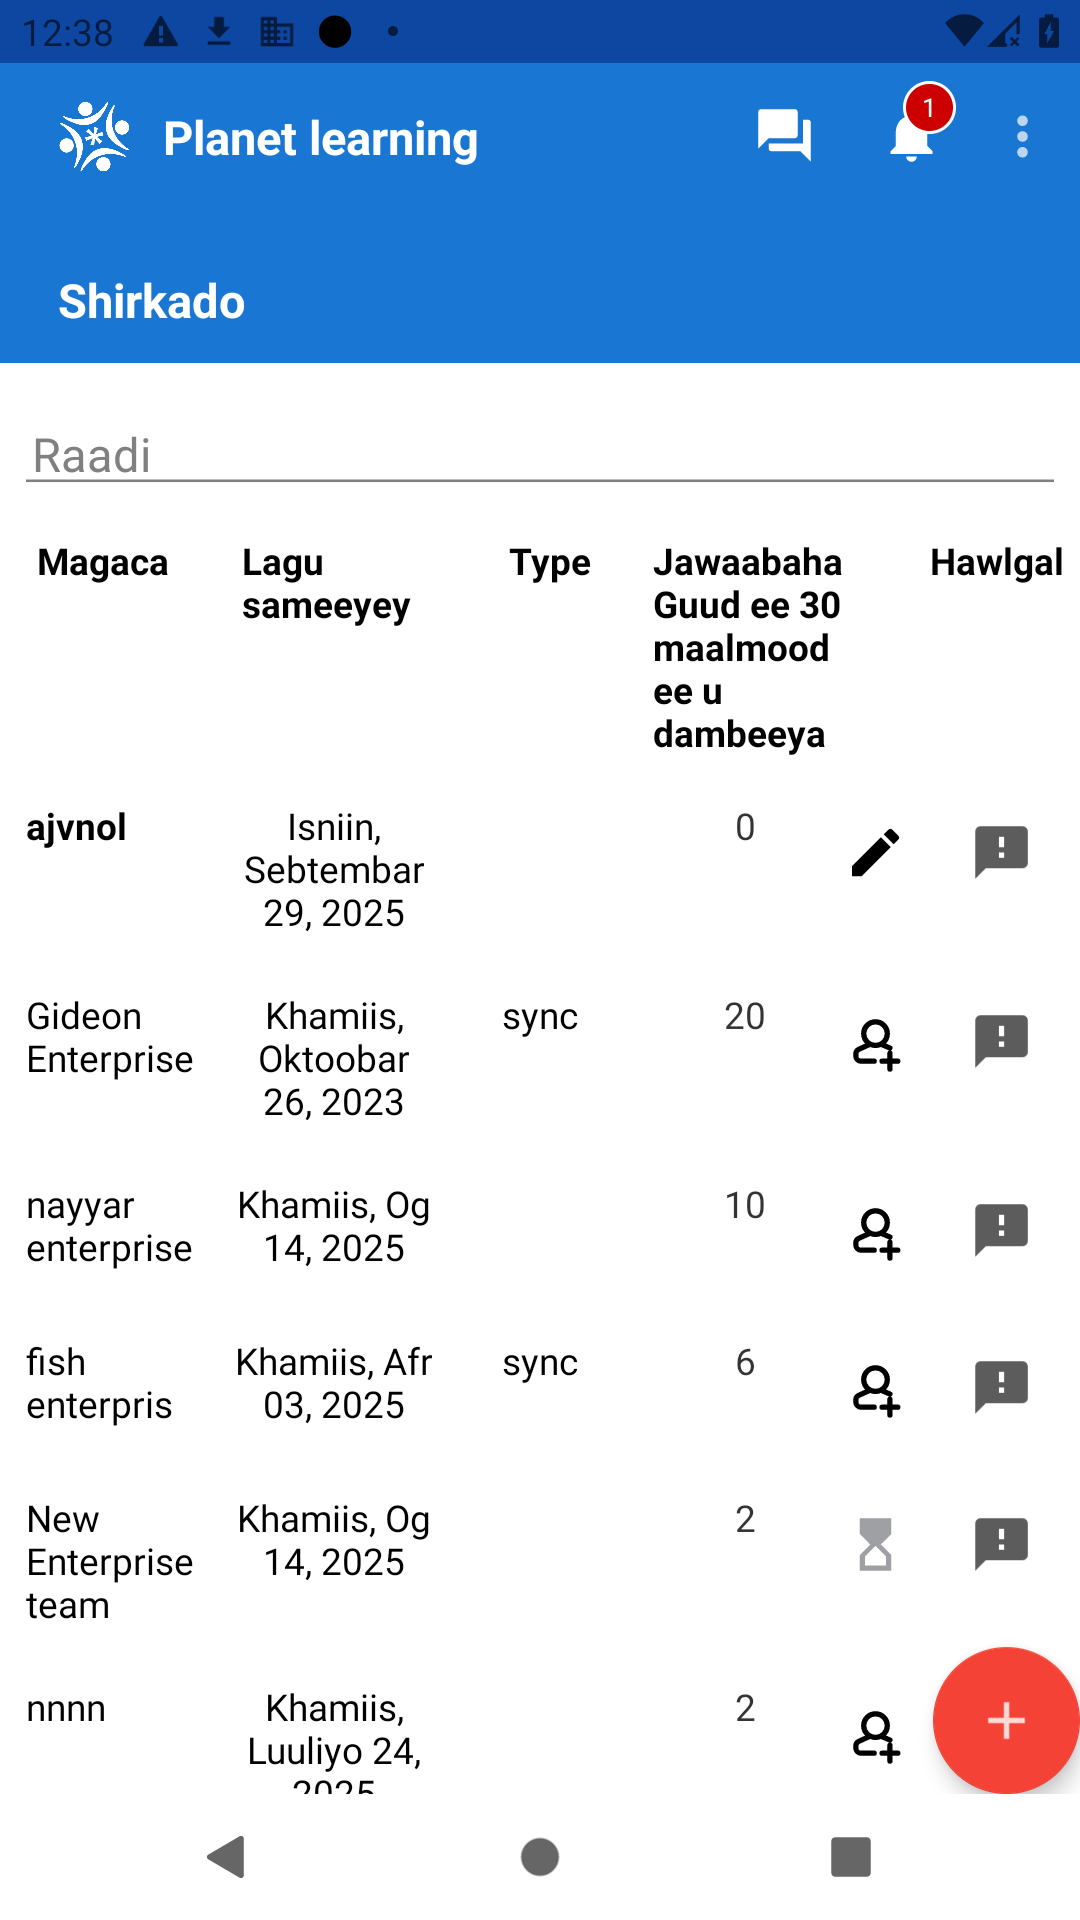 12:38
Planet learning
1
Shirkado
Raadi
Magaca
Lagu
sameeyey
Type
Jawaabaha
Guud ee 30
maalmood
ee u
dambeeya
Hawlgal
ajvnol
Isniin,
Sebtembar
29, 2025
0
Gideon
Enterprise
Khamiis,
Oktoobar
26, 2023
sync
20
nayyar
enterprise
Khamiis, Og
14, 2025
10
fish
enterpris
Khamiis, Afr
03, 2025
sync
6
New
Enterprise
team
Khamiis, Og
14, 2025
2
nnnn
Khamiis,
Luuliyo 24,
2025
2